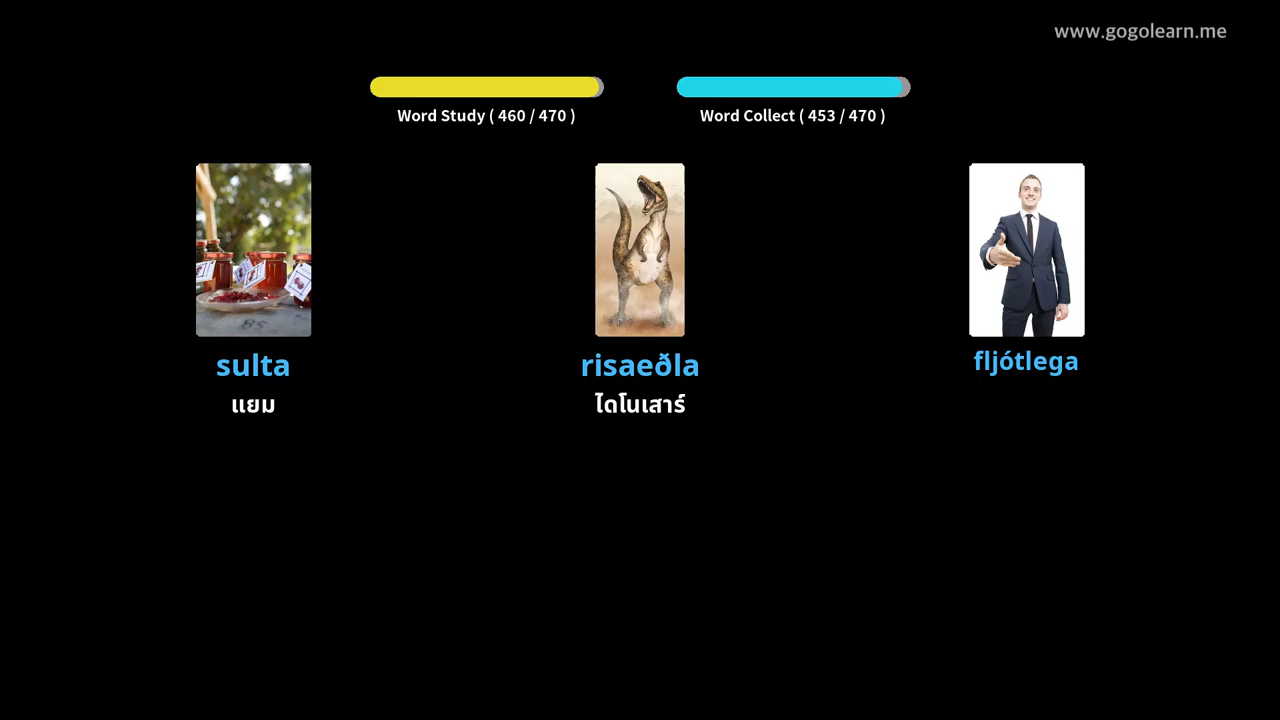 www.gogolearn.me
Word Study ( 460 / 470 )
Word Collect ( 453 / 470 )
sulta
แยม
risaeðla
ไดโนเสาร์
fljótlega